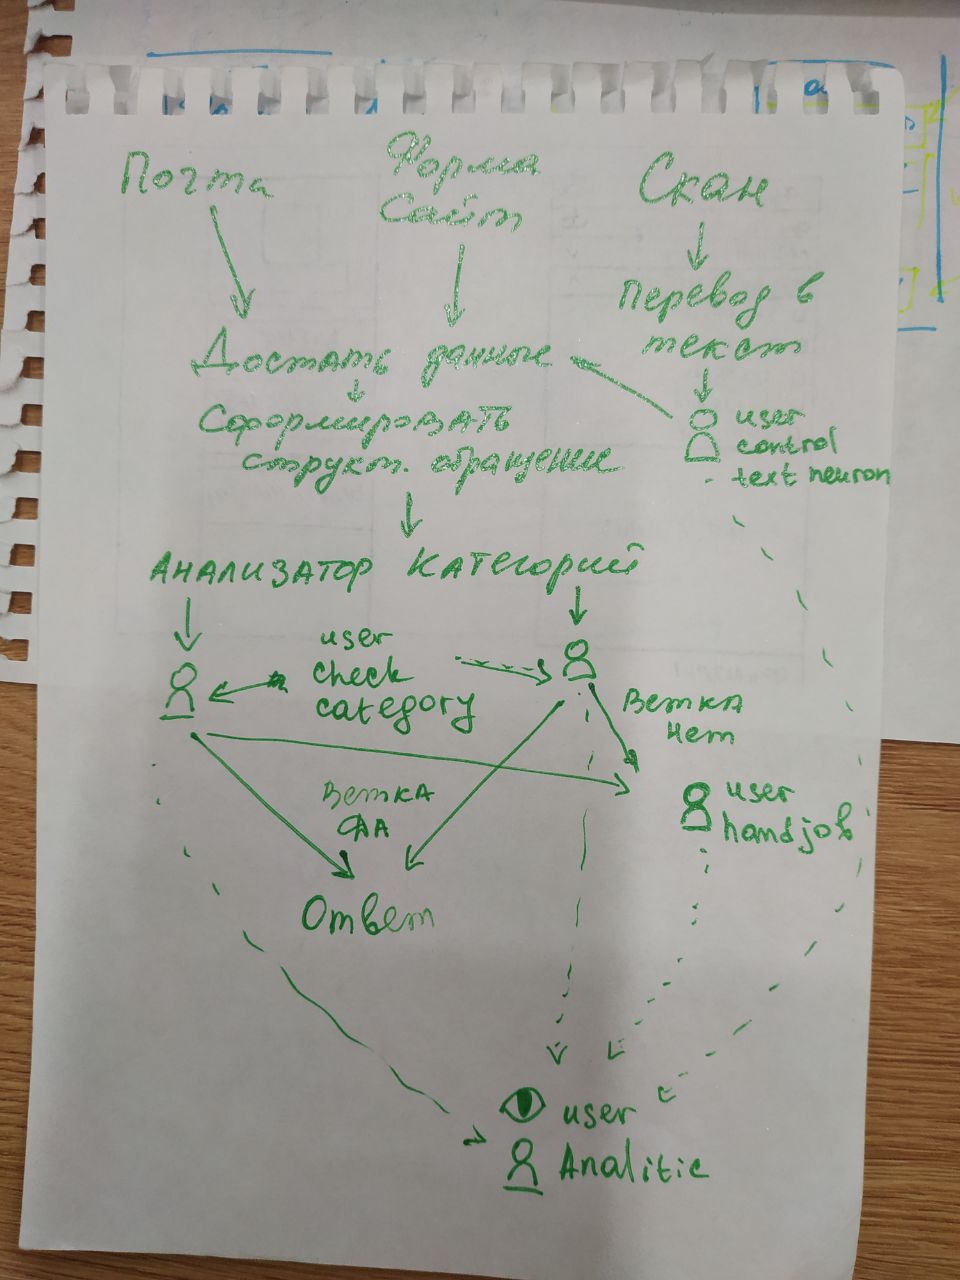 Почта
Форма
Сайт
Скан
Перевод в
текст
Достать данные
user
control
text neuron
Сформировать
структ. обращение
Анализатор категорий
user
check
category
Ветка
нет
Ветка
ДА
user
handjob
Ответ
user
Analitic